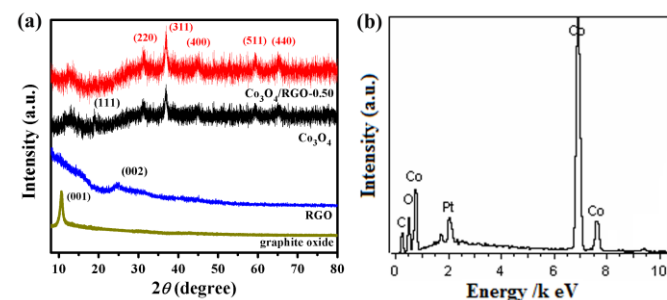 (a)
(311)
(220)
(400)
(511) (440)
Co₃O₄/RGO-0.50
(111)
Co₃O₄
(002)
(001)
RGO
graphite oxide
Intensity (a.u.)
10 20 30 40 50 60 70 80
2θ (degree)
(b)
Co
Co
O
C
Pt
Co
Intensity (a.u.)
0 2 4 6 8 10
Energy /k eV